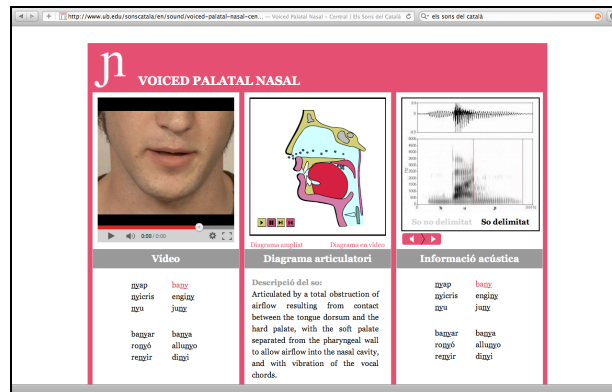 http://www.ub.edu/sonscatala/en/sound/voiced-palatal-nasal-cen... — Voiced Palatal Nasal – Central | Els Sons del Català
els sons del català
ɲ VOICED PALATAL NASAL
0:00 / 0:00
Diagrama ampliat Diagrama en vídeo
So no delimitat So delimitat
Vídeo
nyap bany
nyicris enginy
nyu juny
banyar banya
ronyó allunyo
renyir dinyi
Diagrama articulatori
Descripció del so:
Articulated by a total obstruction of
airflow resulting from contact
between the tongue dorsum and the
hard palate, with the soft palate
separated from the pharyngeal wall
to allow airflow into the nasal cavity,
and with vibration of the vocal
chords.
Informació acústica
nyap bany
nyicris enginy
nyu juny
banyar banya
ronyó allunyo
renyir dinyi